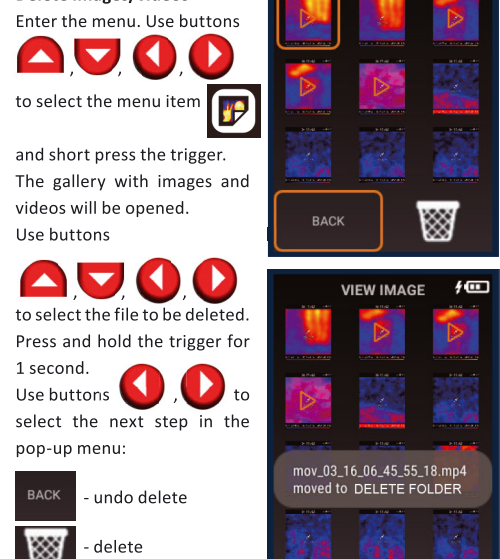 Delete images/videos
Enter the menu. Use buttons
, , ,
to select the menu item
and short press the trigger.
The gallery with images and
videos will be opened.
Use buttons
, , ,
to select the file to be deleted.
Press and hold the trigger for
1 second.
Use buttons , to
select the next step in the
pop-up menu:
BACK - undo delete
- delete
BACK
VIEW IMAGE
mov_03_16_06_45_55_18.mp4
moved to DELETE FOLDER